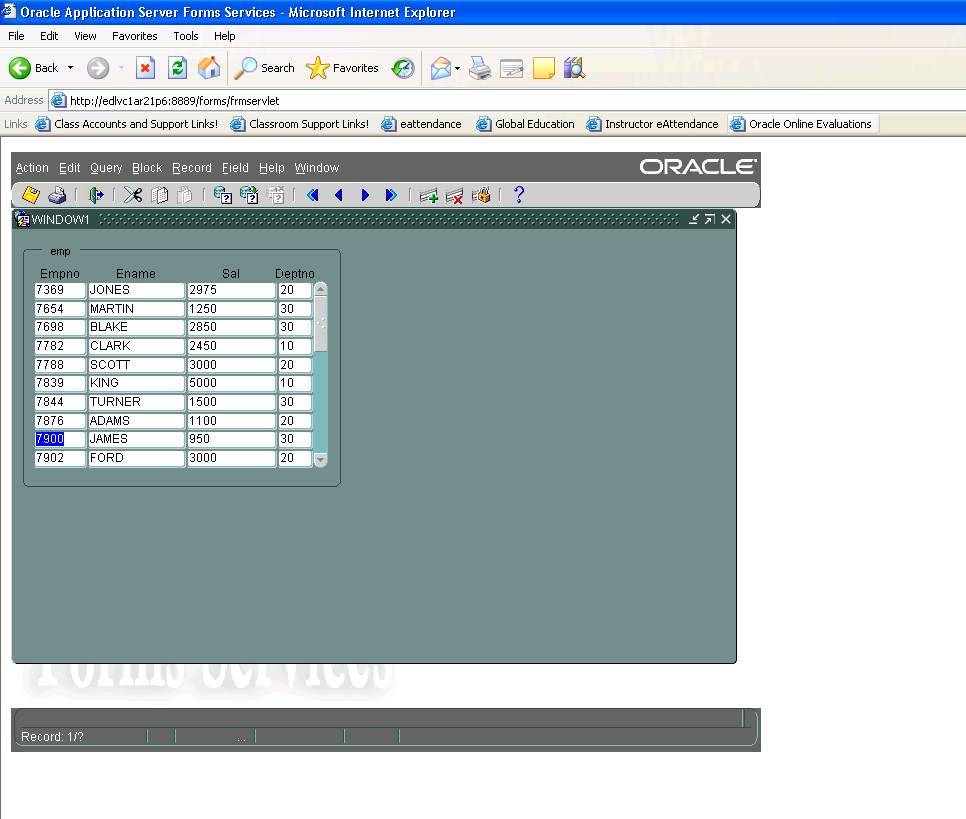 Oracle Application Server Forms Services - Microsoft Internet Explorer
File Edit View Favorites Tools Help
Back Search Favorites
Address http://edlvc1ar21p6:8889/forms/frmservlet
Links Class Accounts and Support Links! Classroom Support Links! eattendance Global Education Instructor eAttendance Oracle Online Evaluations
Action Edit Query Block Record Field Help Window ORACLE
WINDOW1
emp
Empno Ename Sal Deptno
7369 JONES 2975 20
7654 MARTIN 1250 30
7698 BLAKE 2850 30
7782 CLARK 2450 10
7788 SCOTT 3000 20
7839 KING 5000 10
7844 TURNER 1500 30
7876 ADAMS 1100 20
7900 JAMES 950 30
7902 FORD 3000 20
Forms Services
Record: 1/? ...